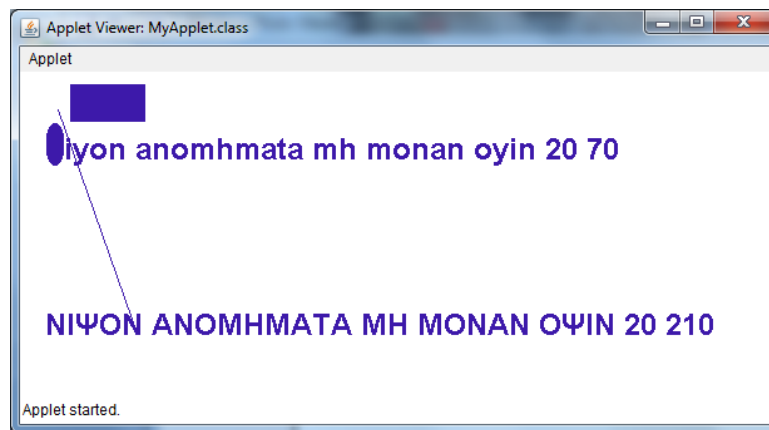 Applet Viewer: MyApplet.class
Applet
iyon anomhmata mh monan oyin 20 70
ΝΙΨΟΝ ΑΝΟΜΗΜΑΤΑ ΜΗ ΜΟΝΑΝ ΟΨΙΝ 20 210
Applet started.